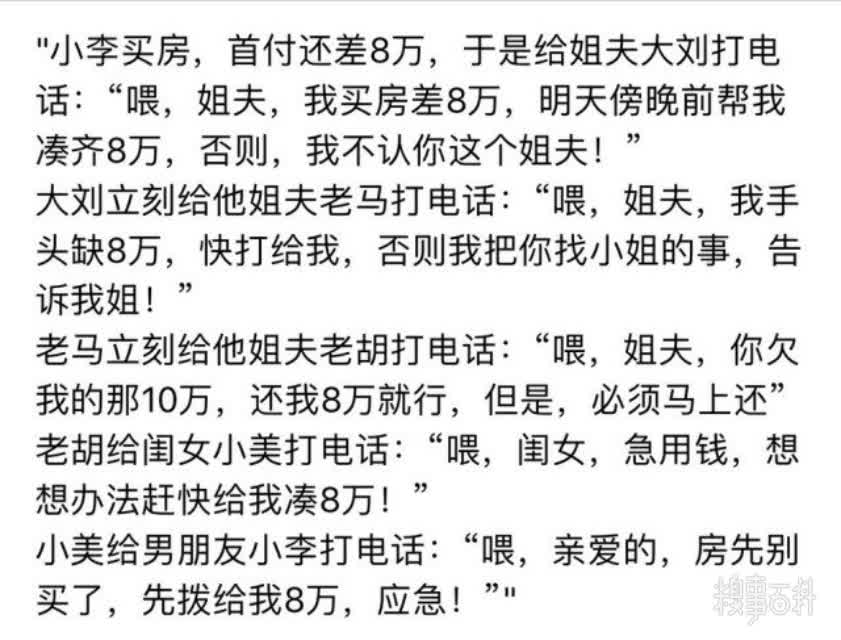 "小李买房，首付还差8万，于是给姐夫大刘打电
话：“喂，姐夫，我买房差8万，明天傍晚前帮我
凑齐8万，否则，我不认你这个姐夫！”
大刘立刻给他姐夫老马打电话：“喂，姐夫，我手
头缺8万，快打给我，否则我把你找小姐的事，告
诉我姐！”
老马立刻给他姐夫老胡打电话：“喂，姐夫，你欠
我的那10万，还我8万就行，但是，必须马上还”
老胡给闺女小美打电话：“喂，闺女，急用钱，想
想办法赶快给我凑8万！”
小美给男朋友小李打电话：“喂，亲爱的，房先别
买了，先拨给我8万，应急！”"
糗事百科